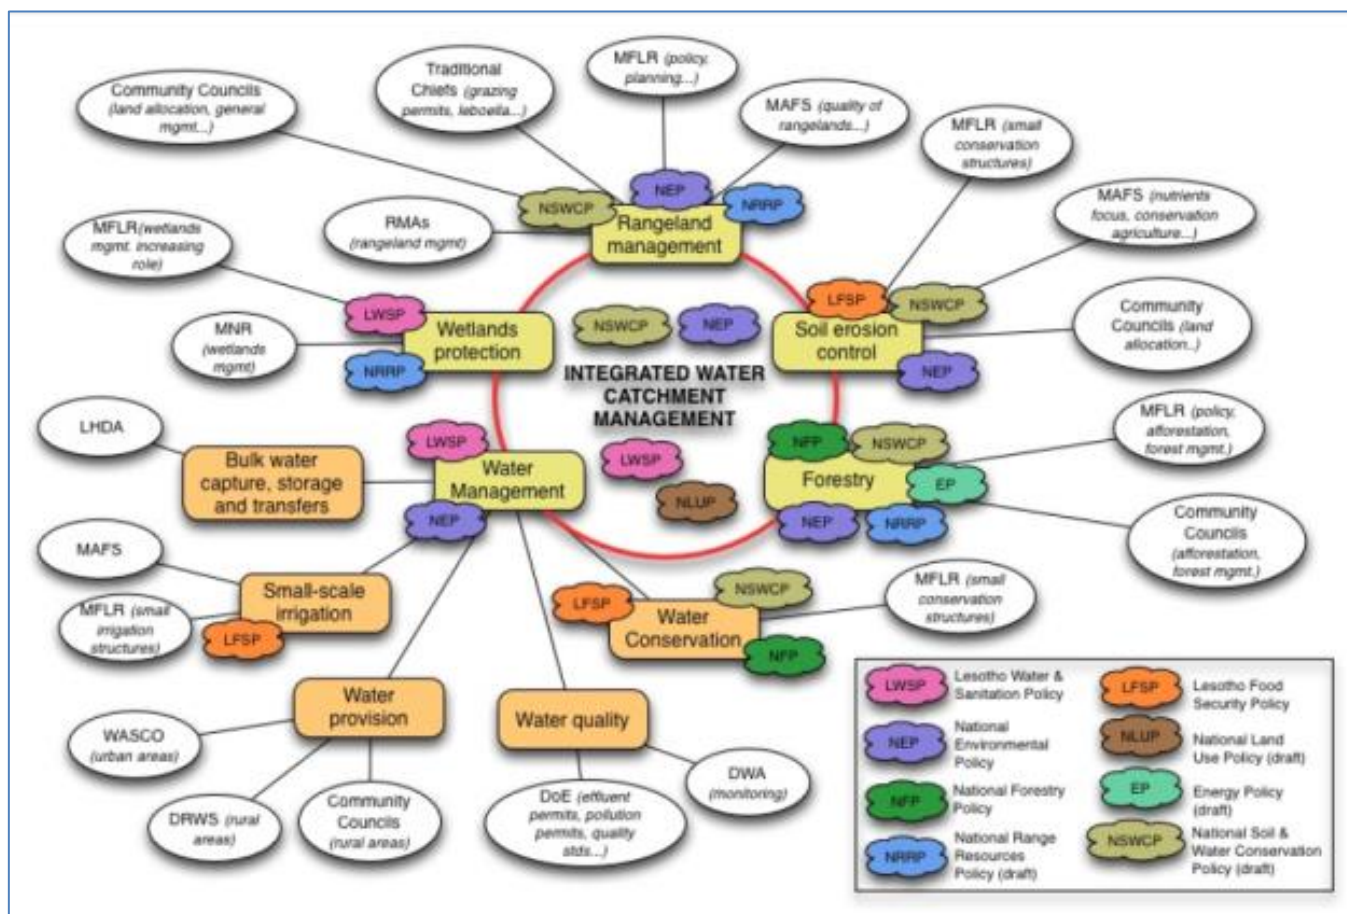 MFLR (policy,
planning...)
Traditional
Chiefs (grazing
permits, leboella...)
Community Councils
(land allocation, general
mgmt...)
MAFS (quality of
rangelands...)
MFLR (small
conservation
structures)
MAFS (nutrients
focus, conservation
agriculture...)
NEP
NSWCP
NRRP
RMAs
(rangeland mgmt)
Rangeland
management
MFLR(wetlands
mgmt. increasing
role)
LFSP
NSWCP
LWSP
Wetlands
protection
NSWCP
NEP
Soil erosion
control
Community
Councils (land
allocation..)
MNR
(wetlands
mgmt)
NRRP
NEP
INTEGRATED WATER
CATCHMENT
MANAGEMENT
LHDA
LWSP
NFP
NSWCP
MFLR (policy,
afforestation,
forest mgmt.)
Bulk water
capture, storage
and transfers
Water
Management
LWSP
NLUP
Forestry
EP
NEP
NEP
NRRP
Community
Councils
(afforestation,
forest mgmt.)
MAFS
Small-scale
irrigation
MFLR (small
irrigation
structures)
LFSP
LFSP
NSWCP
Water
Conservation
NFP
MFLR (small
conservation
structures)
Water
provision
Water quality
WASCO
(urban areas)
DRWS (rural
areas)
Community
Councils
(rural areas)
DoE (effluent
permits, pollution
permits, quality
stds...)
DWA
(monitoring)
LWSP
Lesotho Water &
Sanitation Policy
LFSP
Lesotho Food
Security Policy
NEP
National
Environmental
Policy
NLUP
National Land
Use Policy (draft)
NFP
National Forestry
Policy
EP
Energy Policy
(draft)
NRRP
National Range
Resources
Policy (draft)
NSWCP
National Soil &
Water Conservation
Policy (draft)